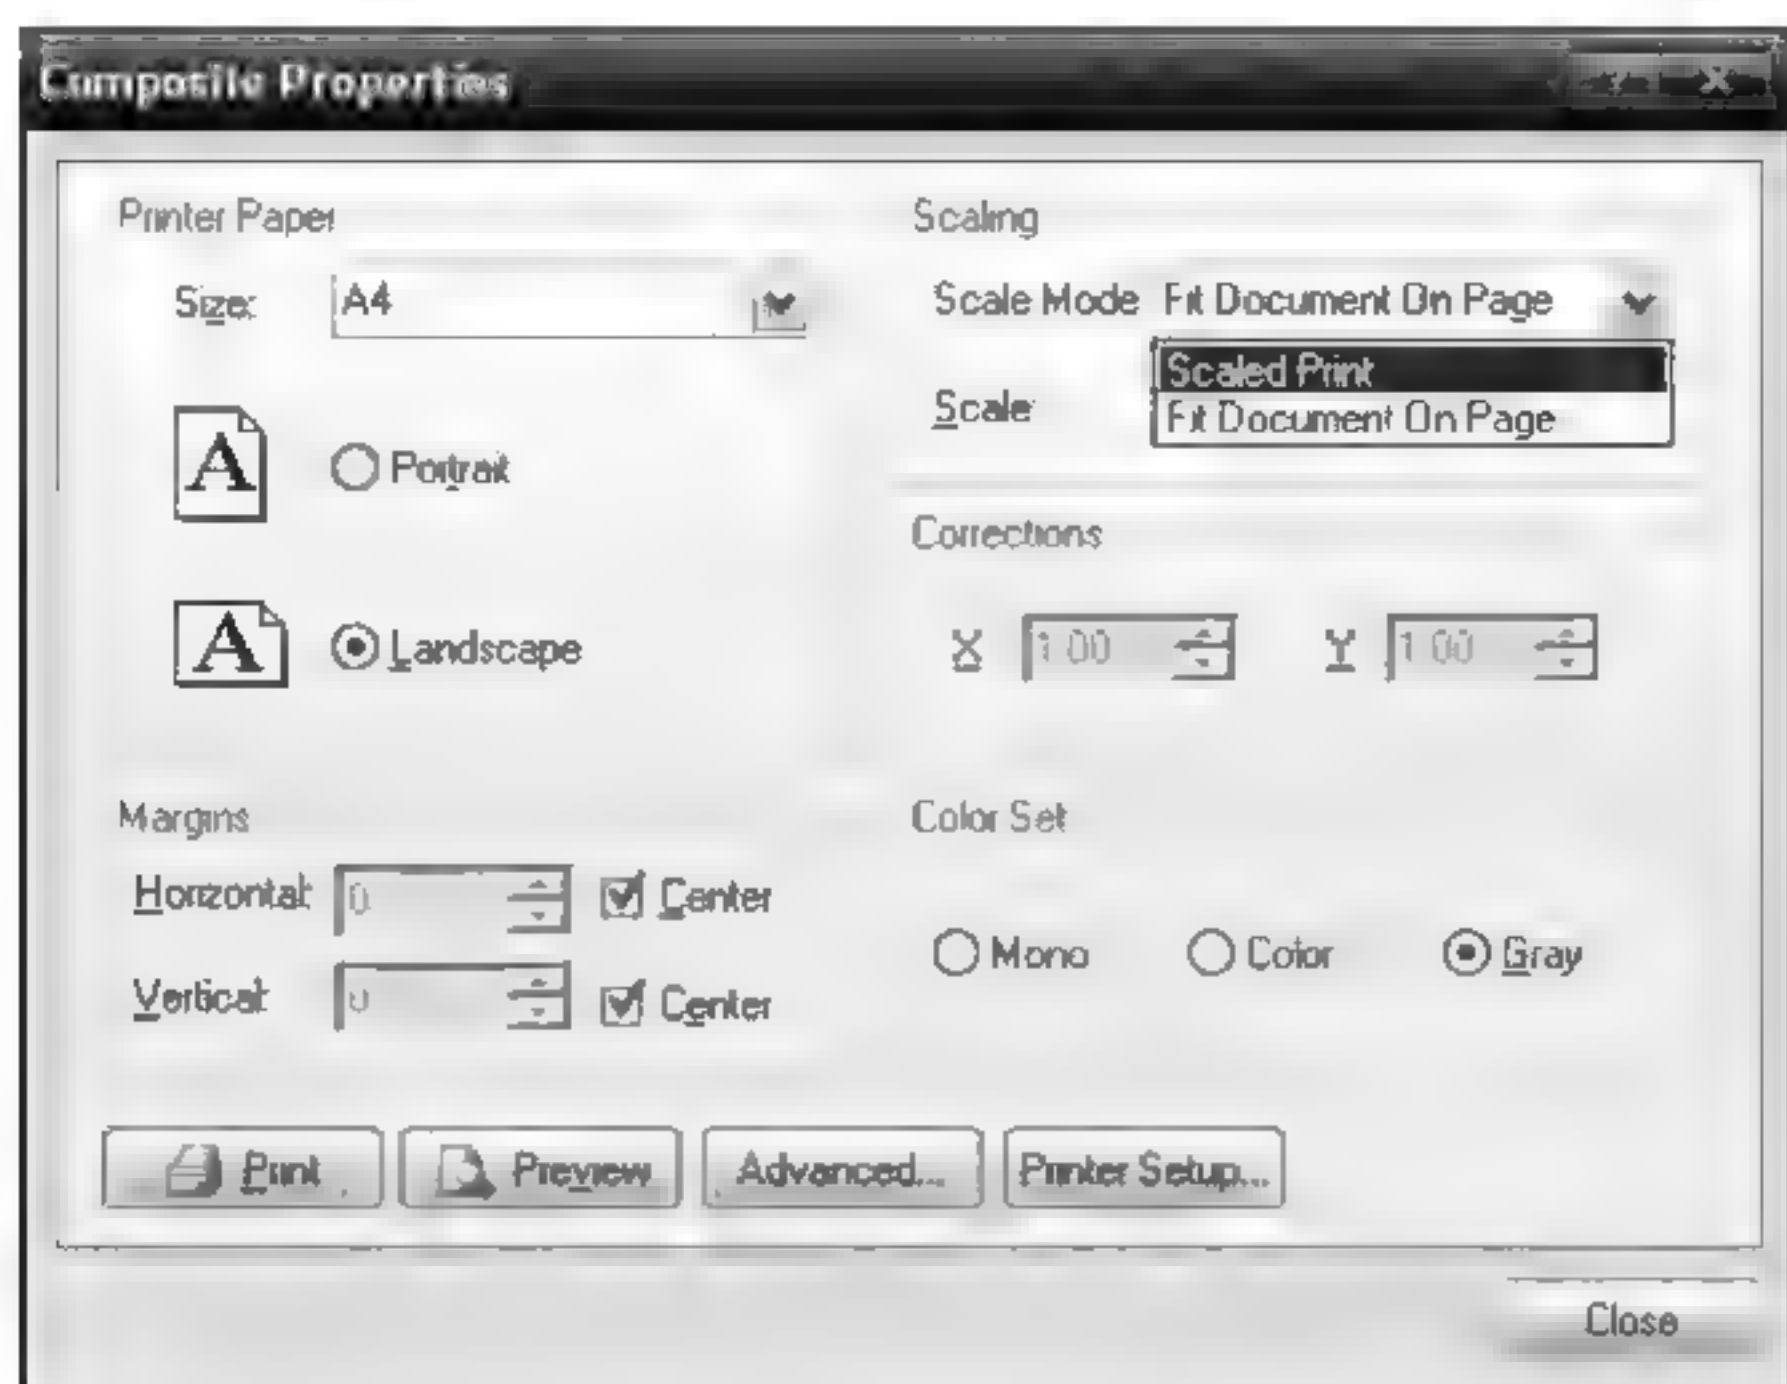 Composite Properties
Printer Paper
Size: A4
A Portrait
A Landscape
Margins
Horizontal: 0 Center
Vertical: 0 Center
Scaling
Scale Mode Fit Document On Page
Scaled Print
Scale: Fit Document On Page
Corrections
X 1.00 Y 1.00
Color Set
Mono Color Gray
Print Preview Advanced... Printer Setup...
Close